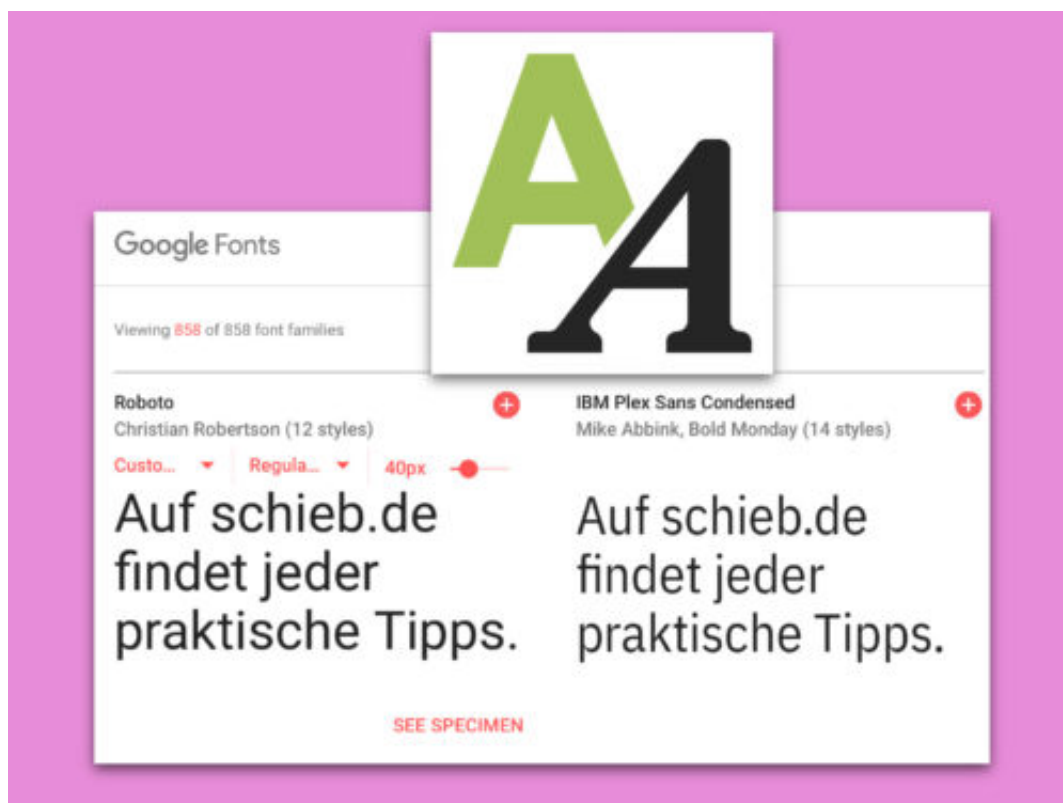 A
A
Google Fonts
Viewing 858 of 858 font families
Roboto
Christian Robertson (12 styles)
Custo...
Regula...
40px
Auf schieb.de
findet jeder
praktische Tipps.
SEE SPECIMEN
IBM Plex Sans Condensed
Mike Abbink, Bold Monday (14 styles)
Auf schieb.de
findet jeder
praktische Tipps.